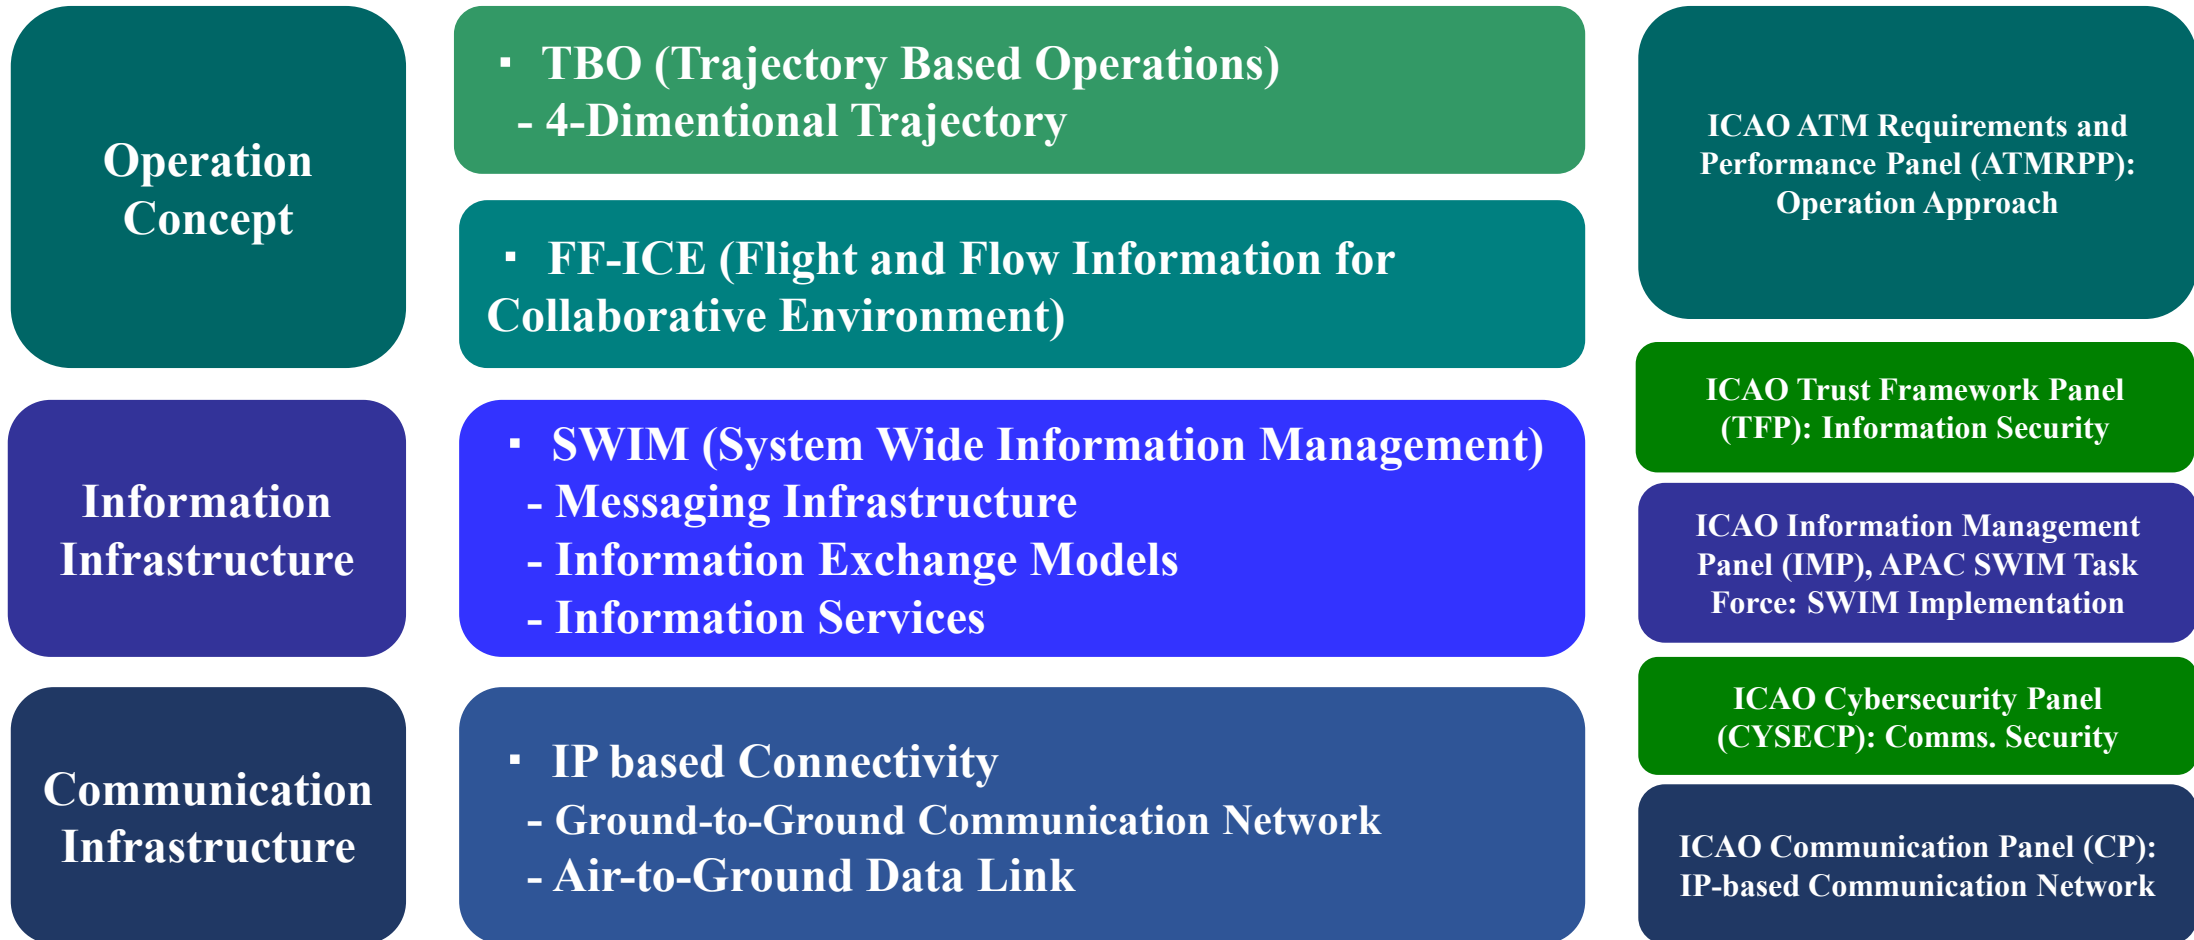 Operation
Concept
▪ TBO (Trajectory Based Operations)
- 4-Dimentional Trajectory
▪ FF-ICE (Flight and Flow Information for
Collaborative Environment)
ICAO ATM Requirements and
Performance Panel (ATMRPP):
Operation Approach
ICAO Trust Framework Panel
(TFP): Information Security
Information
Infrastructure
▪ SWIM (System Wide Information Management)
- Messaging Infrastructure
- Information Exchange Models
- Information Services
ICAO Information Management
Panel (IMP), APAC SWIM Task
Force: SWIM Implementation
ICAO Cybersecurity Panel
(CYSECP): Comms. Security
Communication
Infrastructure
▪ IP based Connectivity
- Ground-to-Ground Communication Network
- Air-to-Ground Data Link
ICAO Communication Panel (CP):
IP-based Communication Network